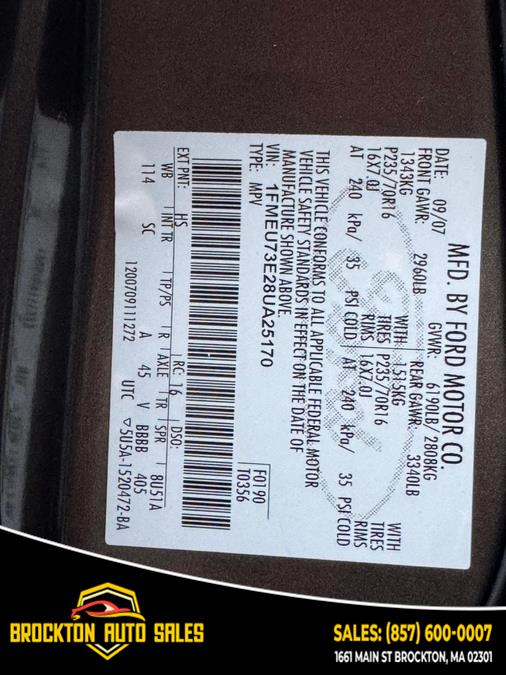 MFD. BY FORD MOTOR CO.
DATE: 09/07 GVWR: 6190LB/ 2808KG
FRONT GAWR: 2960LB REAR GAWR: 3340LB
1343KG WITH 1515KG WITH
P235/70R16 TIRES P235/70R16 TIRES
16X7.0J RIMS 16X7.0J RIMS
AT 240 kPa/ 35 PSI COLD AT 240 kPa/ 35 PSI COLD
THIS VEHICLE CONFORMS TO ALL APPLICABLE FEDERAL MOTOR
VEHICLE SAFETY STANDARDS IN EFFECT ON THE DATE OF
MANUFACTURE SHOWN ABOVE.
VIN: 1FMEU73E28UA25170
TYPE: MPV
F0190
T0356
EXT PNT: HS RC: 16 DSO:
WB INT TR TP/PS R AXLE TR SPR BUS1A
114 SC A 45 V BBBB 405
1200709111272 UTC ▽5U5A-1520472-BA
BROCKTON AUTO SALES
SALES: (857) 600-0007
1661 MAIN ST BROCKTON, MA 02301